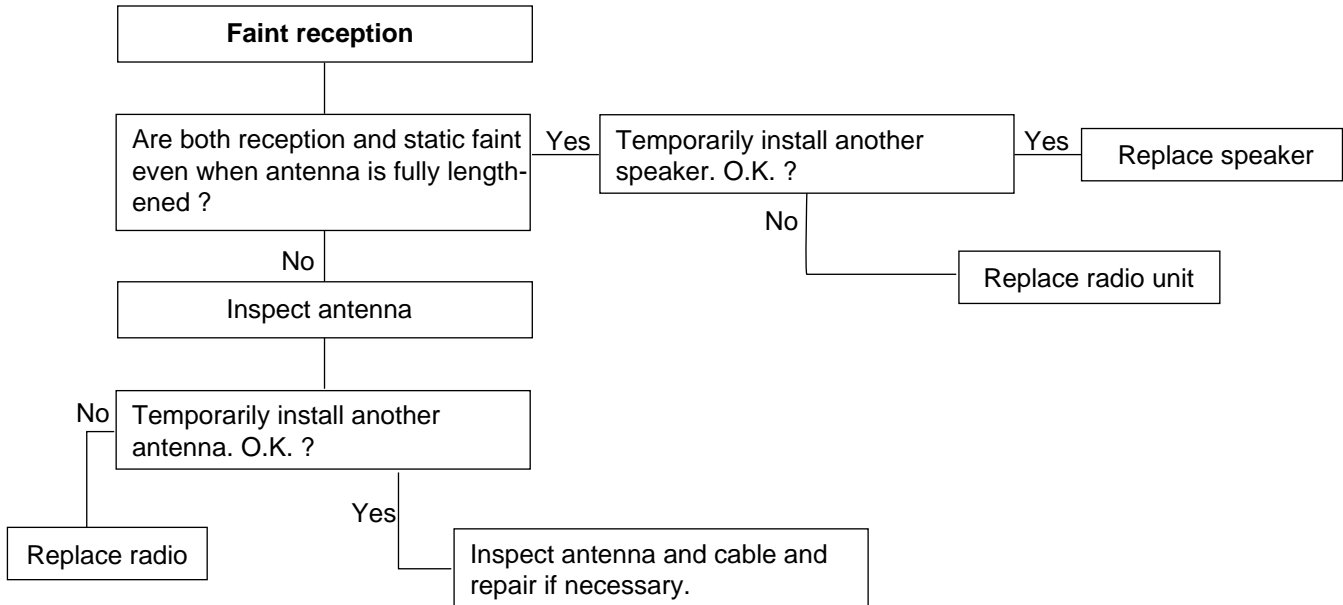 Faint reception
Are both reception and static faint
even when antenna is fully length-
ened ?
Yes
Temporarily install another
speaker. O.K. ?
Yes
Replace speaker
No
Replace radio unit
No
Inspect antenna
No
Temporarily install another
antenna. O.K. ?
Yes
Replace radio
Inspect antenna and cable and
repair if necessary.